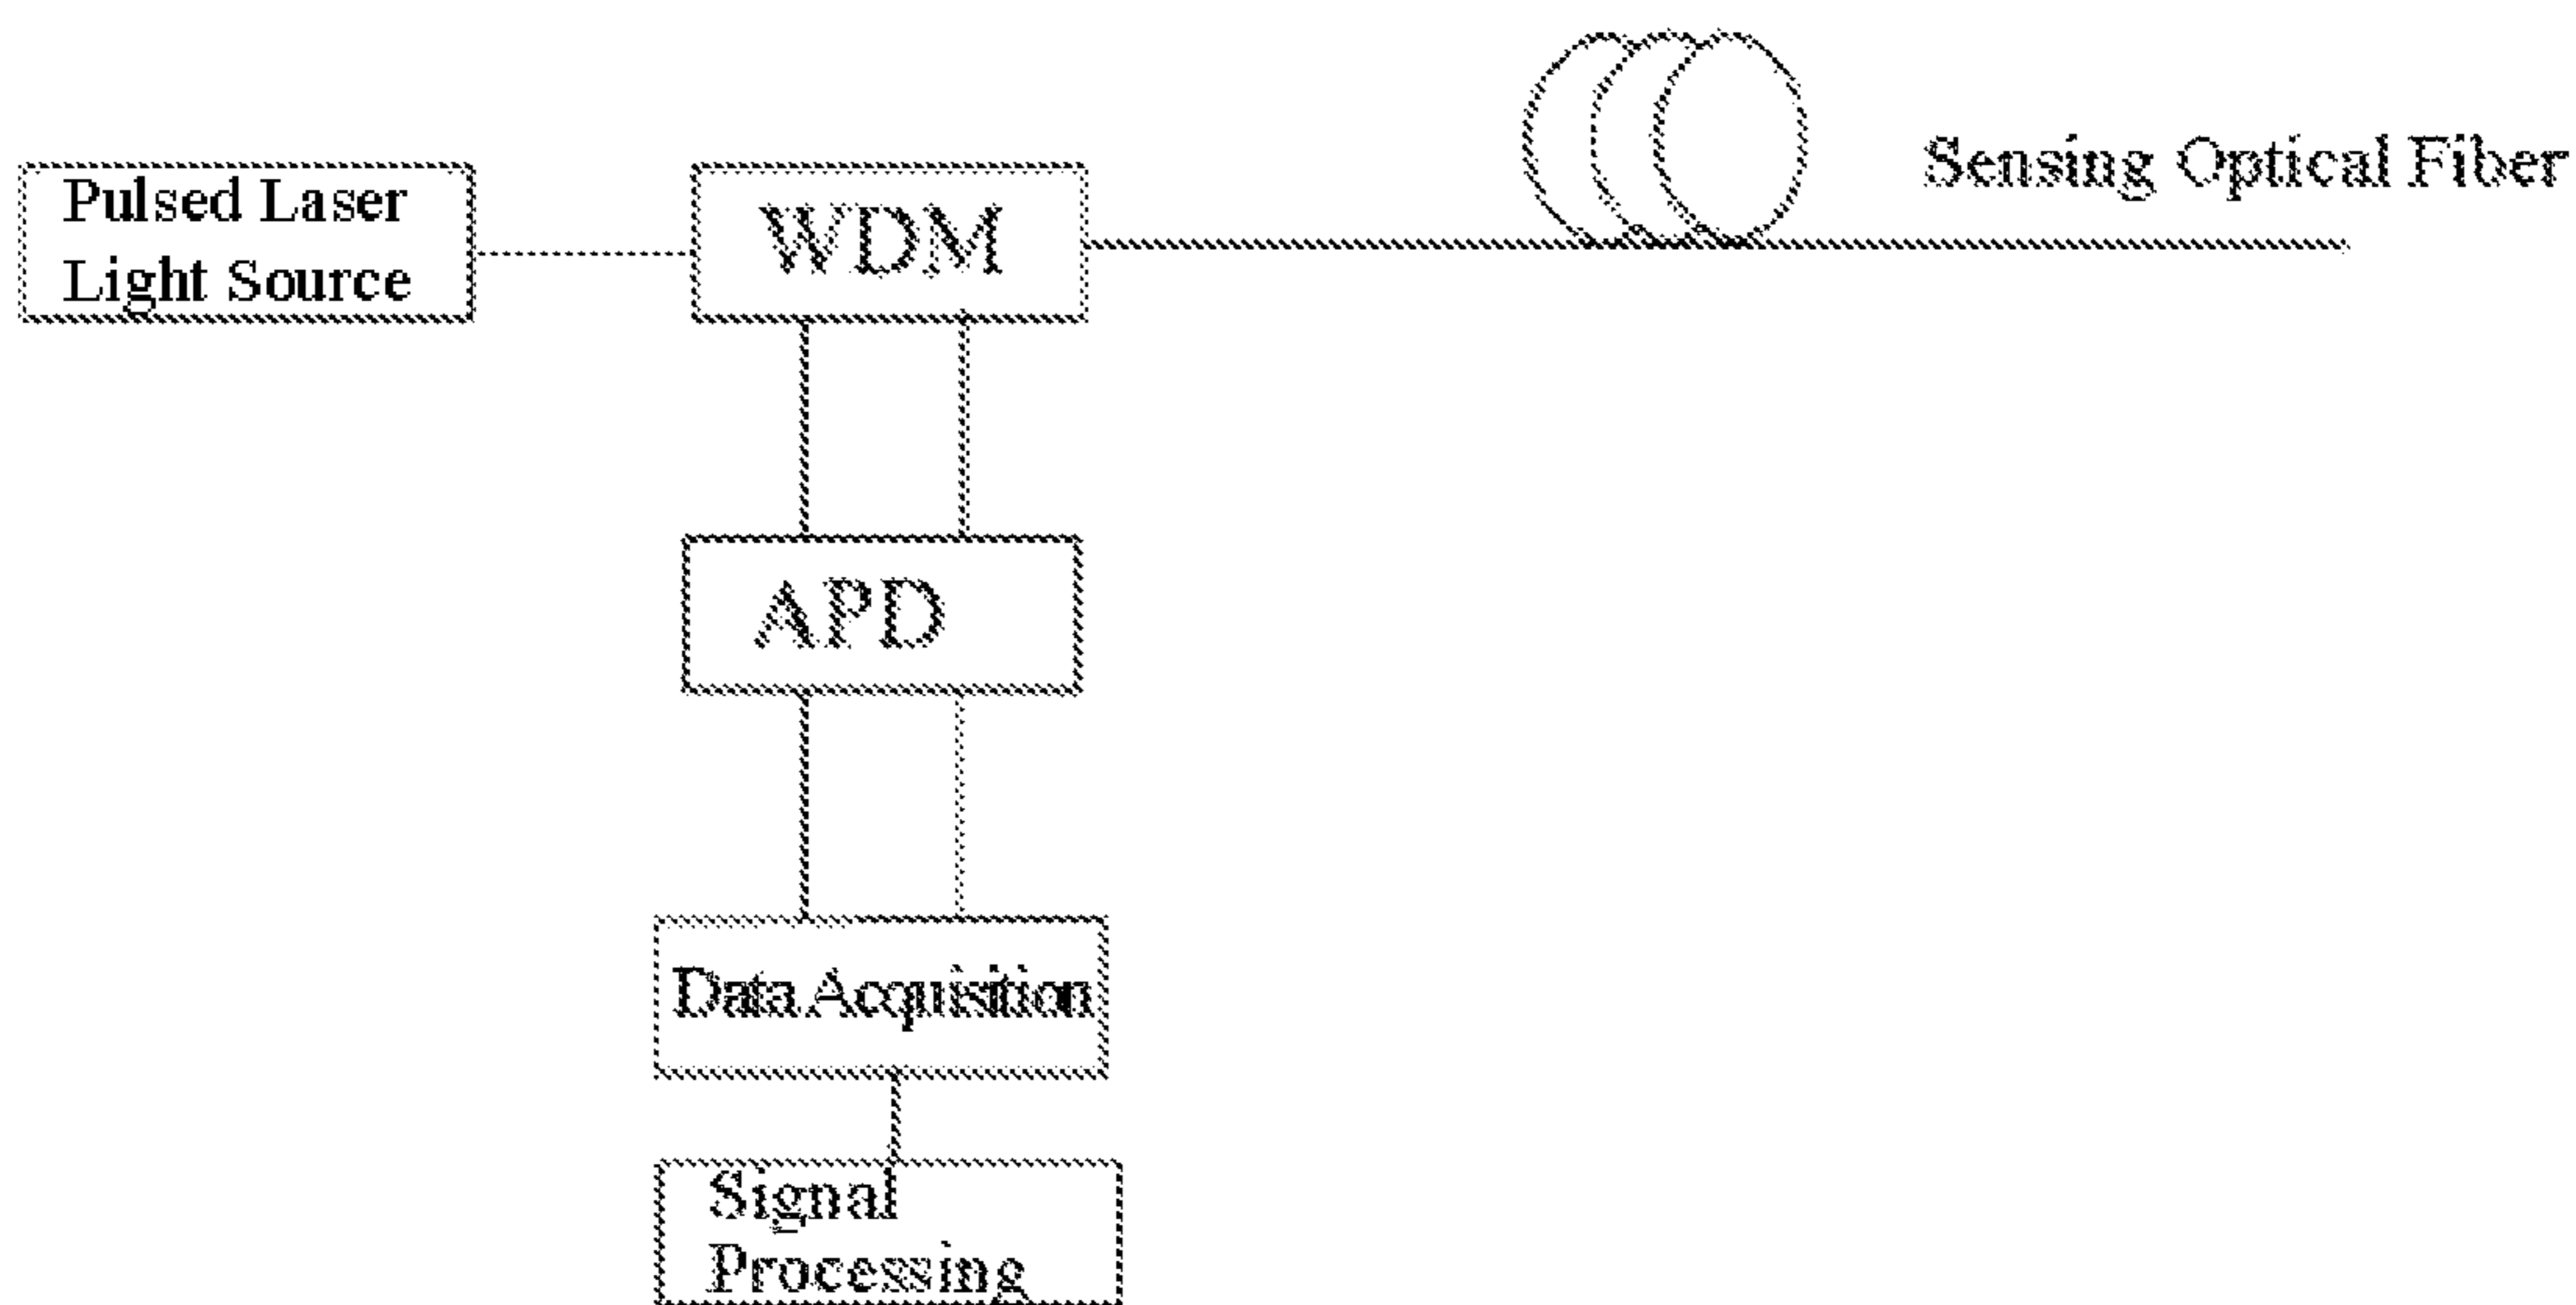 Pulsed Laser
Light Source
WDM
Sensing Optical Fiber
APD
Data Acquisition
Signal
Processing